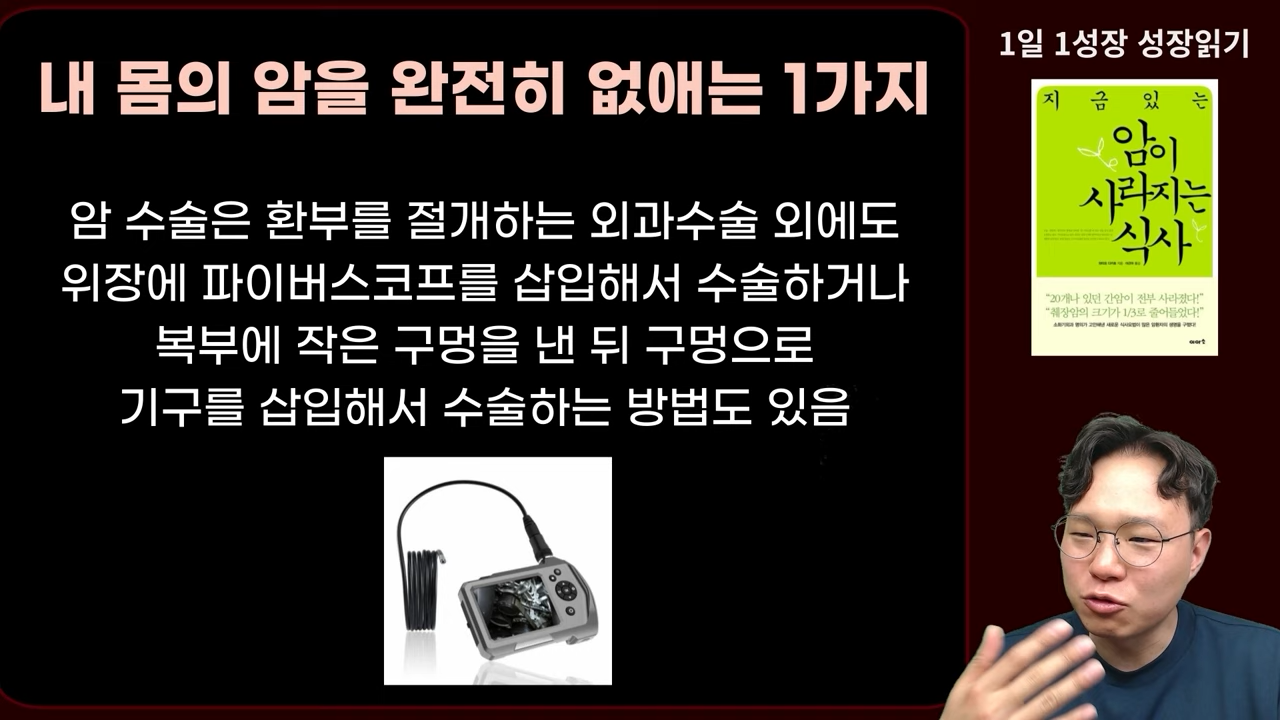 내 몸의 암을 완전히 없애는 1가지
암 수술은 환부를 절개하는 외과수술 외에도
위장에 파이버스코프를 삽입해서 수술하거나
복부에 작은 구멍을 낸 뒤 구멍으로
기구를 삽입해서 수술하는 방법도 있음
1일 1성장 성장읽기
지금있는
암이
사라지는
식사
“20개나 있던 간암이 전부 사라졌다!”
“췌장암의 크기가 1/3로 줄어들었다!”